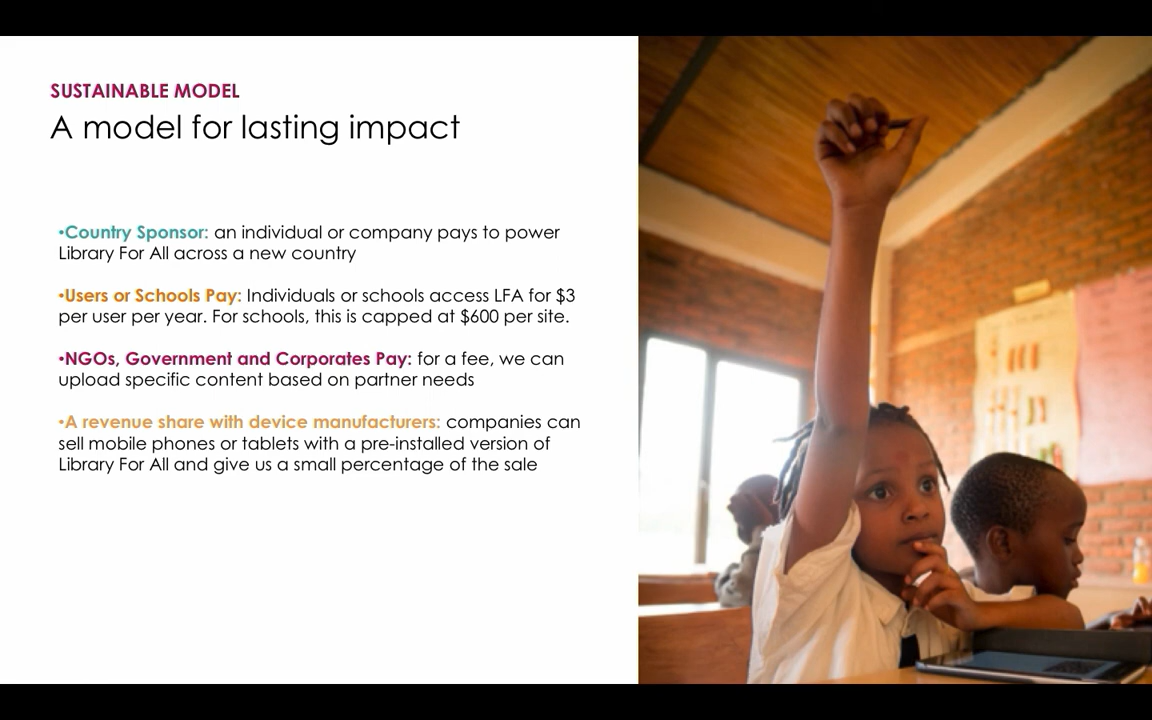 SUSTAINABLE MODEL
A model for lasting impact
•Country Sponsor: an individual or company pays to power
Library For All across a new country
•Users or Schools Pay: Individuals or schools access LFA for $3
per user per year. For schools, this is capped at $600 per site.
•NGOs, Government and Corporates Pay: for a fee, we can
upload specific content based on partner needs
•A revenue share with device manufacturers: companies can
sell mobile phones or tablets with a pre-installed version of
Library For All and give us a small percentage of the sale